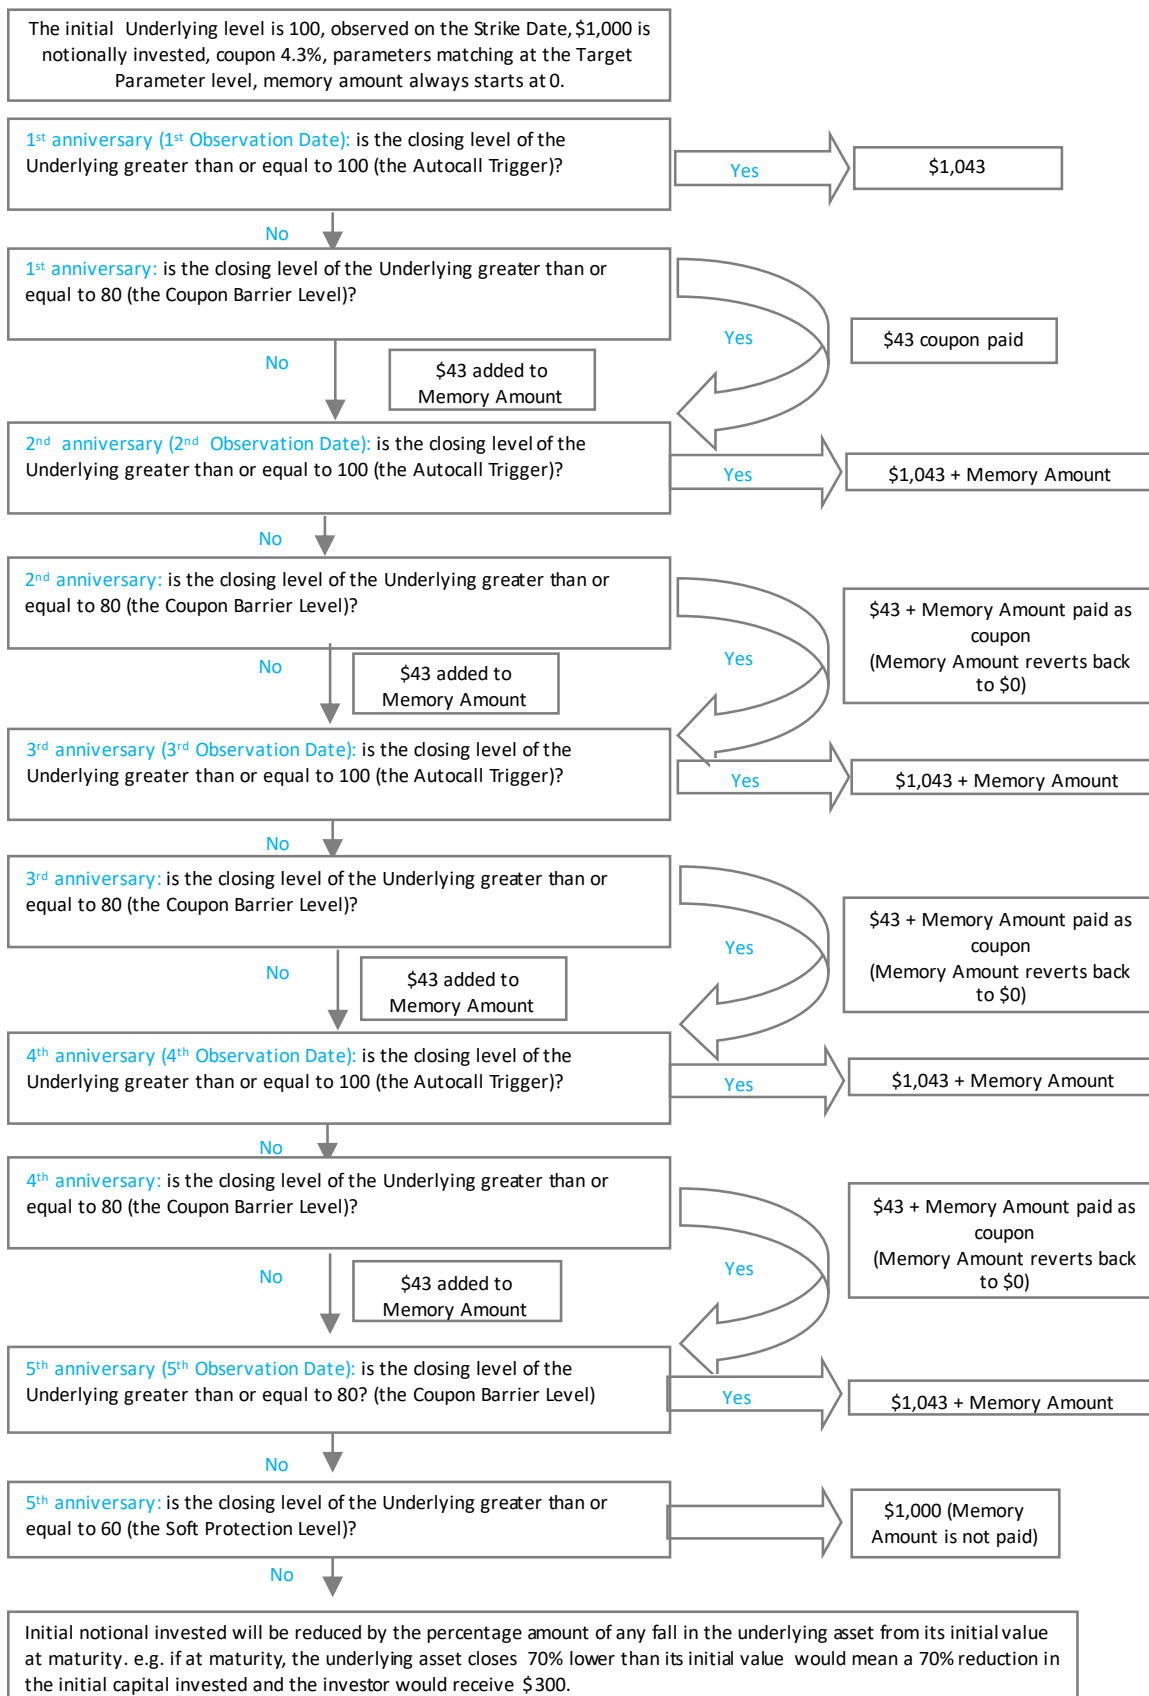 The initial Underlying level is 100, observed on the Strike Date, $1,000 is
notionally invested, coupon 4.3%, parameters matching at the Target
Parameter level, memory amount always starts at 0.
1st anniversary (1st Observation Date): is the closing level of the
Underlying greater than or equal to 100 (the Autocall Trigger)?
Yes
$1,043
No
1st anniversary: is the closing level of the Underlying greater than or
equal to 80 (the Coupon Barrier Level)?
Yes
$43 coupon paid
No
$43 added to
Memory Amount
2nd anniversary (2nd Observation Date): is the closing level of the
Underlying greater than or equal to 100 (the Autocall Trigger)?
Yes
$1,043 + Memory Amount
No
2nd anniversary: is the closing level of the Underlying greater than or
equal to 80 (the Coupon Barrier Level)?
Yes
$43 + Memory Amount paid as
coupon
(Memory Amount reverts back
to $0)
No
$43 added to
Memory Amount
3rd anniversary (3rd Observation Date): is the closing level of the
Underlying greater than or equal to 100 (the Autocall Trigger)?
Yes
$1,043 + Memory Amount
No
3rd anniversary: is the closing level of the Underlying greater than or
equal to 80 (the Coupon Barrier Level)?
Yes
$43 + Memory Amount paid as
coupon
(Memory Amount reverts back
to $0)
No
$43 added to
Memory Amount
4th anniversary (4th Observation Date): is the closing level of the
Underlying greater than or equal to 100 (the Autocall Trigger)?
Yes
$1,043 + Memory Amount
No
4th anniversary: is the closing level of the Underlying greater than or
equal to 80 (the Coupon Barrier Level)?
Yes
$43 + Memory Amount paid as
coupon
(Memory Amount reverts back
to $0)
No
$43 added to
Memory Amount
5th anniversary (5th Observation Date): is the closing level of the
Underlying greater than or equal to 80? (the Coupon Barrier Level)
Yes
$1,043 + Memory Amount
No
5th anniversary: is the closing level of the Underlying greater than or
equal to 60 (the Soft Protection Level)?
$1,000 (Memory
Amount is not paid)
No
Initial notional invested will be reduced by the percentage amount of any fall in the underlying asset from its initial value
at maturity. e.g. if at maturity, the underlying asset closes 70% lower than its initial value would mean a 70% reduction in
the initial capital invested and the investor would receive $300.